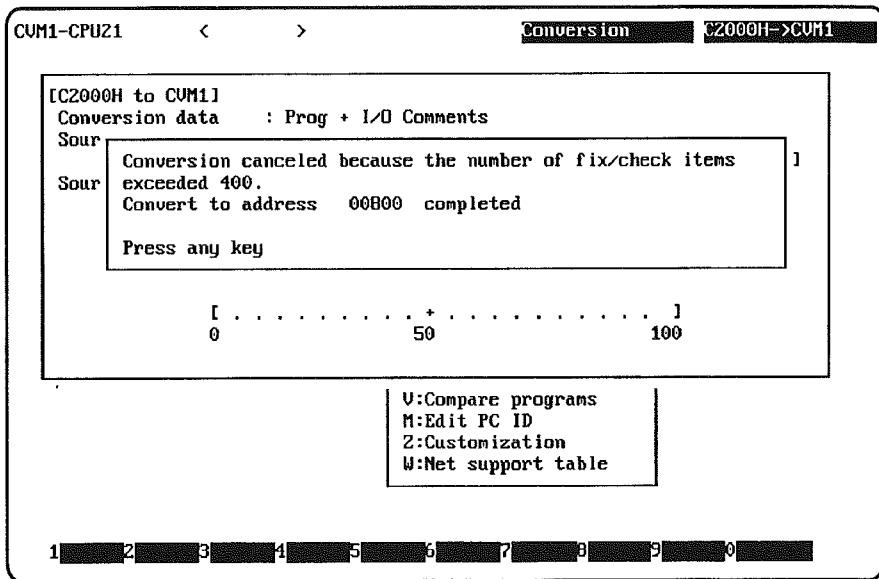 CVM1-CPU21 < > Conversion C2000H->CVM1
[C2000H to CVM1]
Conversion data : Prog + I/O Comments
Sour
Conversion canceled because the number of fix/check items ]
Sour exceeded 400.
Convert to address 00800 completed
Press any key
[ . . . . . . . . . + . . . . . . . . . . ]
0 50 100
V:Compare programs
M:Edit PC ID
Z:Customization
W:Net support table
1 2 3 4 5 6 7 8 9 0